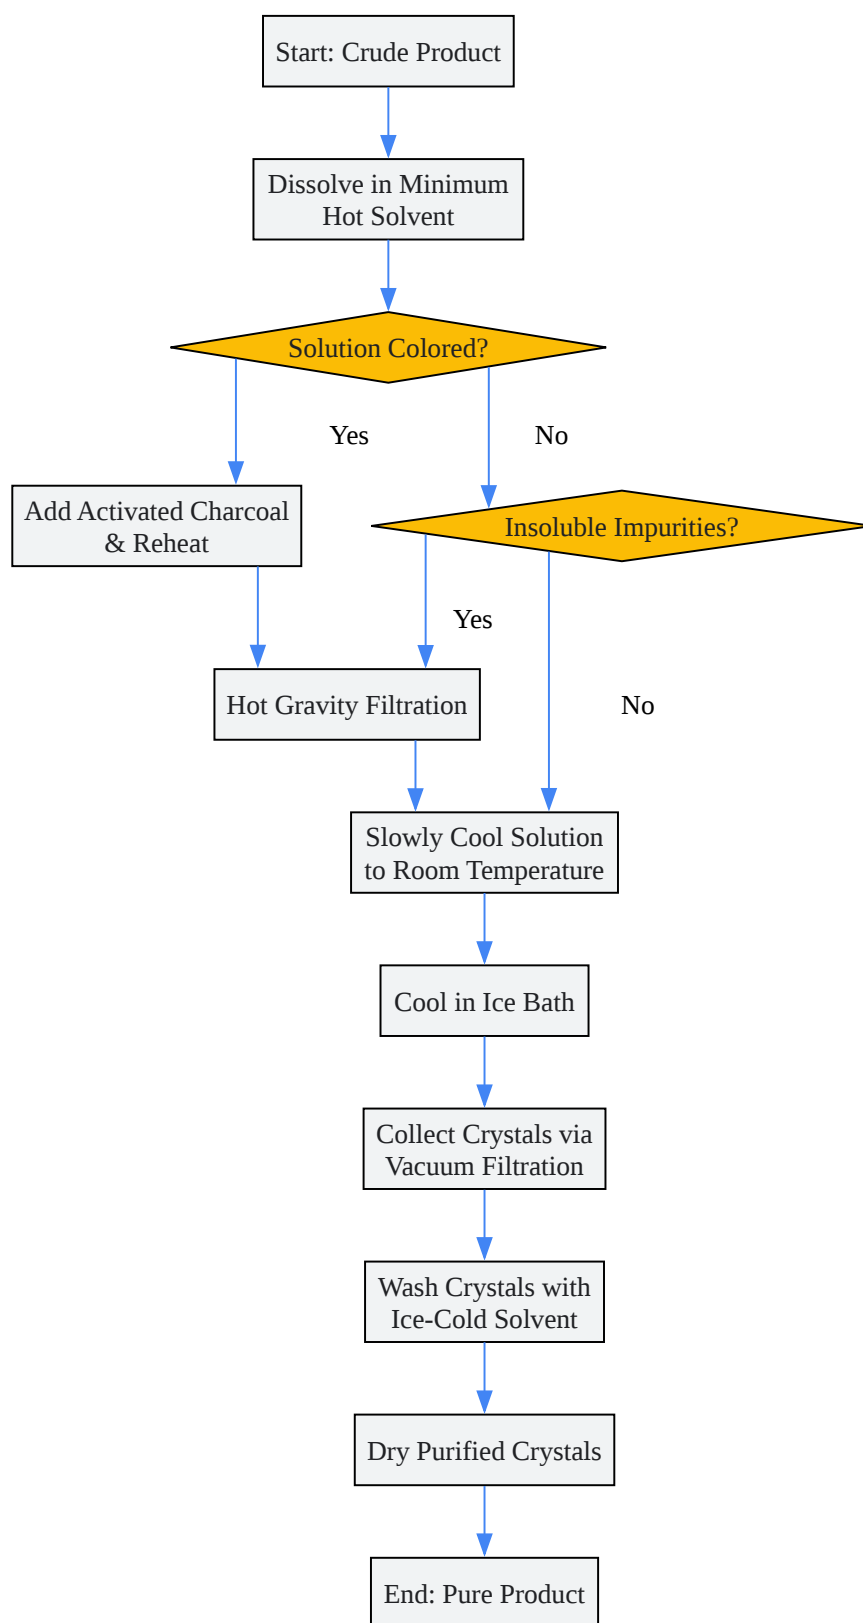 Start: Crude Product
Dissolve in Minimum
Hot Solvent
Solution Colored?
Yes
No
Add Activated Charcoal
& Reheat
Insoluble Impurities?
Yes
Hot Gravity Filtration
No
Slowly Cool Solution
to Room Temperature
Cool in Ice Bath
Collect Crystals via
Vacuum Filtration
Wash Crystals with
Ice-Cold Solvent
Dry Purified Crystals
End: Pure Product